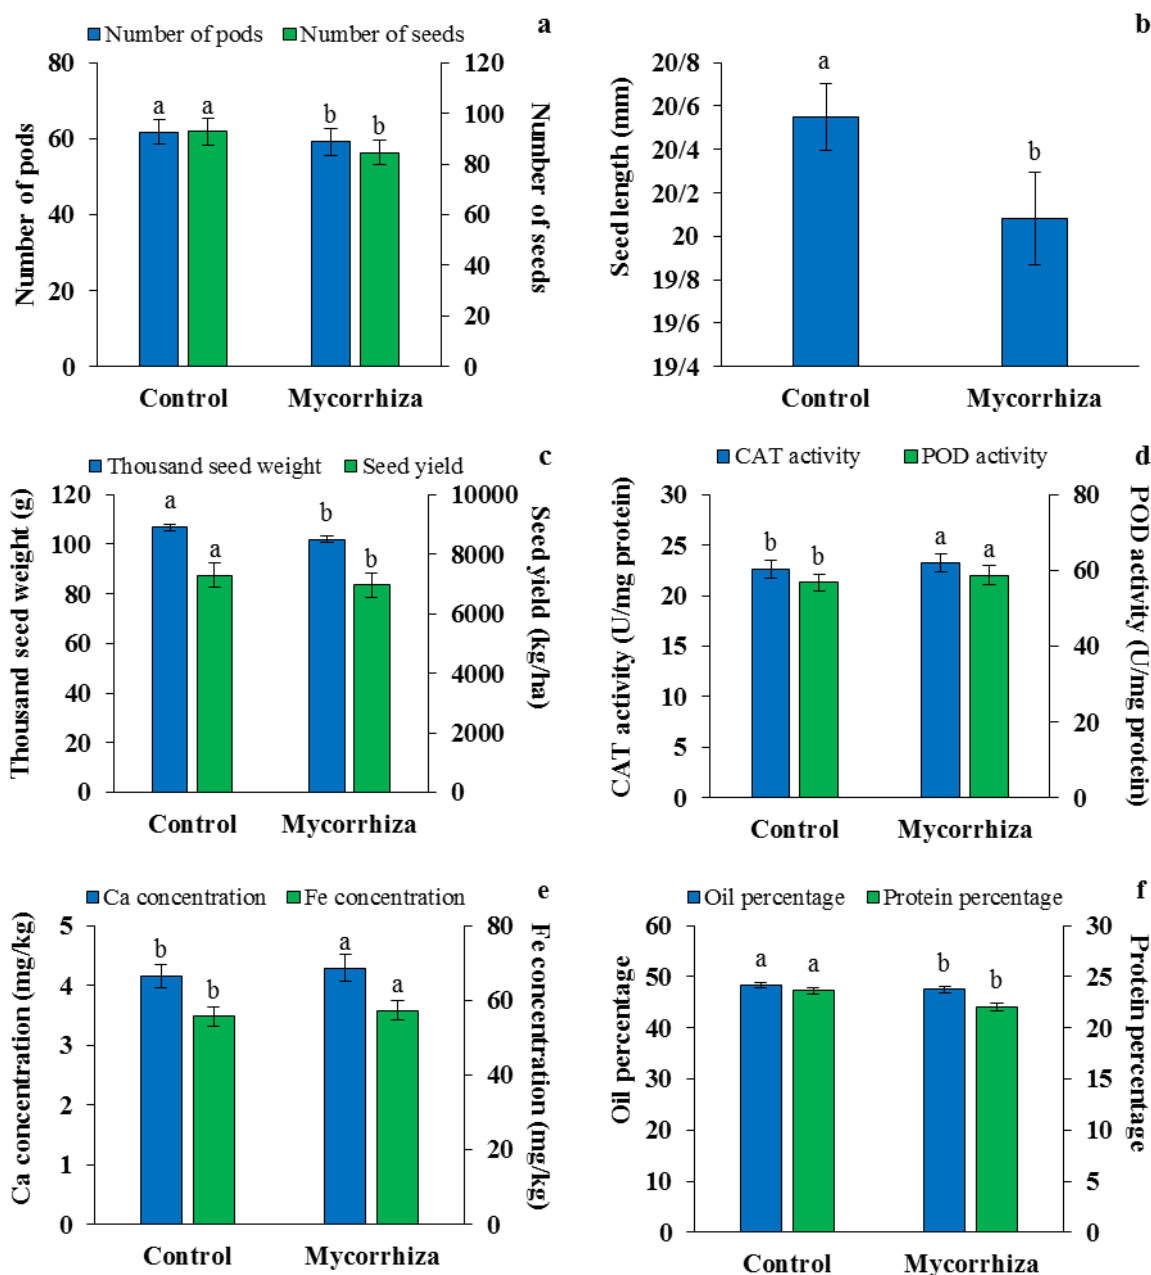 Number of pods Number of seeds a
80
60
40
20
0
120
100
80
60
40
20
0
Number of pods
Number of seeds
a a b b
Control Mycorrhiza
b
20/8
20/6
20/4
20/2
20
19/8
19/6
19/4
Seed length (mm)
a
b
Control Mycorrhiza
Thousand seed weight Seed yield c
120
100
80
60
40
20
0
10000
8000
6000
4000
2000
0
Thousand seed weight (g)
Seed yield (kg/ha)
a a b b
Control Mycorrhiza
CAT activity POD activity d
30
25
20
15
10
5
0
80
60
40
20
0
CAT activity (U/mg protein)
POD activity (U/mg protein)
b b a a
Control Mycorrhiza
Ca concentration Fe concentration e
5
4
3
2
1
0
80
60
40
20
0
Ca concentration (mg/kg)
Fe concentration (mg/kg)
b b a a
Control Mycorrhiza
Oil percentage Protein percentage f
60
50
40
30
20
10
0
30
25
20
15
10
5
0
Oil percentage
Protein percentage
a a b b
Control Mycorrhiza